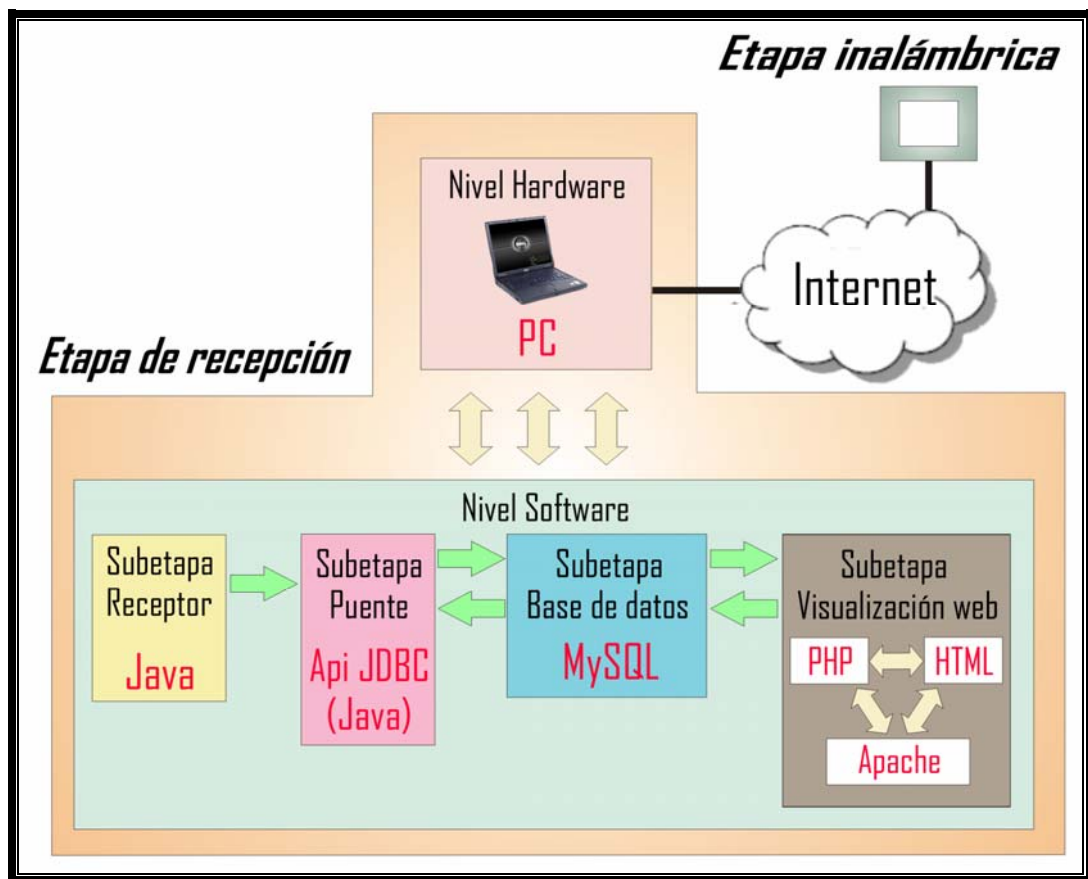 Etapa inalámbrica
Nivel Hardware
PC
Internet
Etapa de recepción
Nivel Software
Subetapa
Receptor
Java
Subetapa
Puente
Api JDBC
(Java)
Subetapa
Base de datos
MySQL
Subetapa
Visualización web
PHP
HTML
Apache